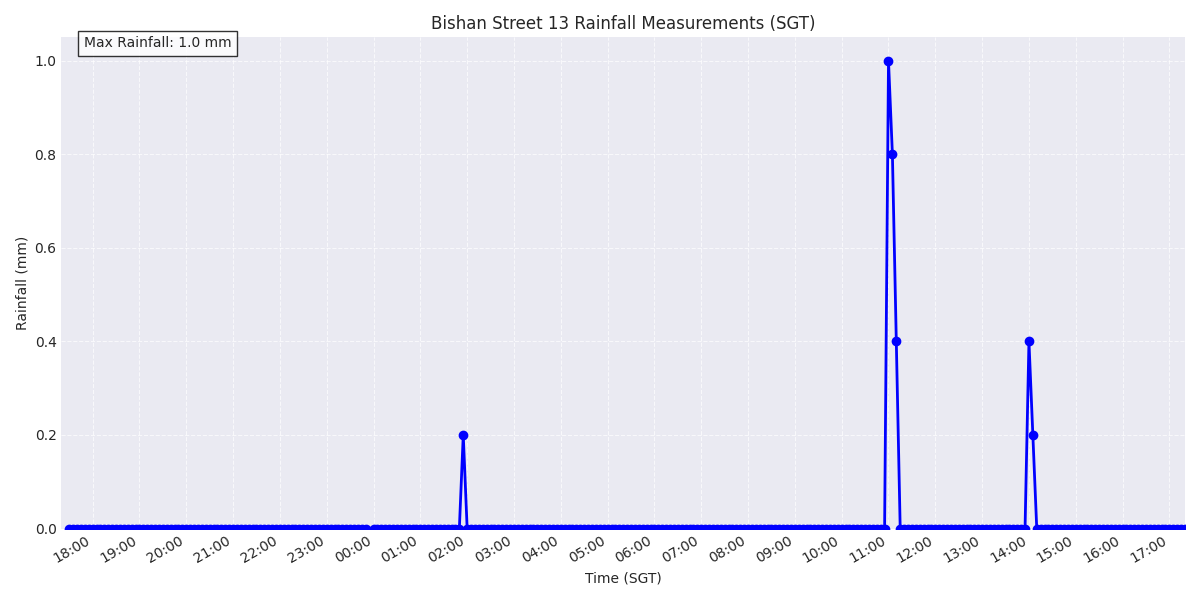 Bishan Street 13 Rainfall Measurements (SGT)
Max Rainfall: 1.0 mm
1.0
0.8
0.6
0.4
0.2
0.0
Rainfall (mm)
18:00 19:00 20:00 21:00 22:00 23:00 00:00 01:00 02:00 03:00 04:00 05:00 06:00 07:00 08:00 09:00 10:00 11:00 12:00 13:00 14:00 15:00 16:00 17:00
Time (SGT)